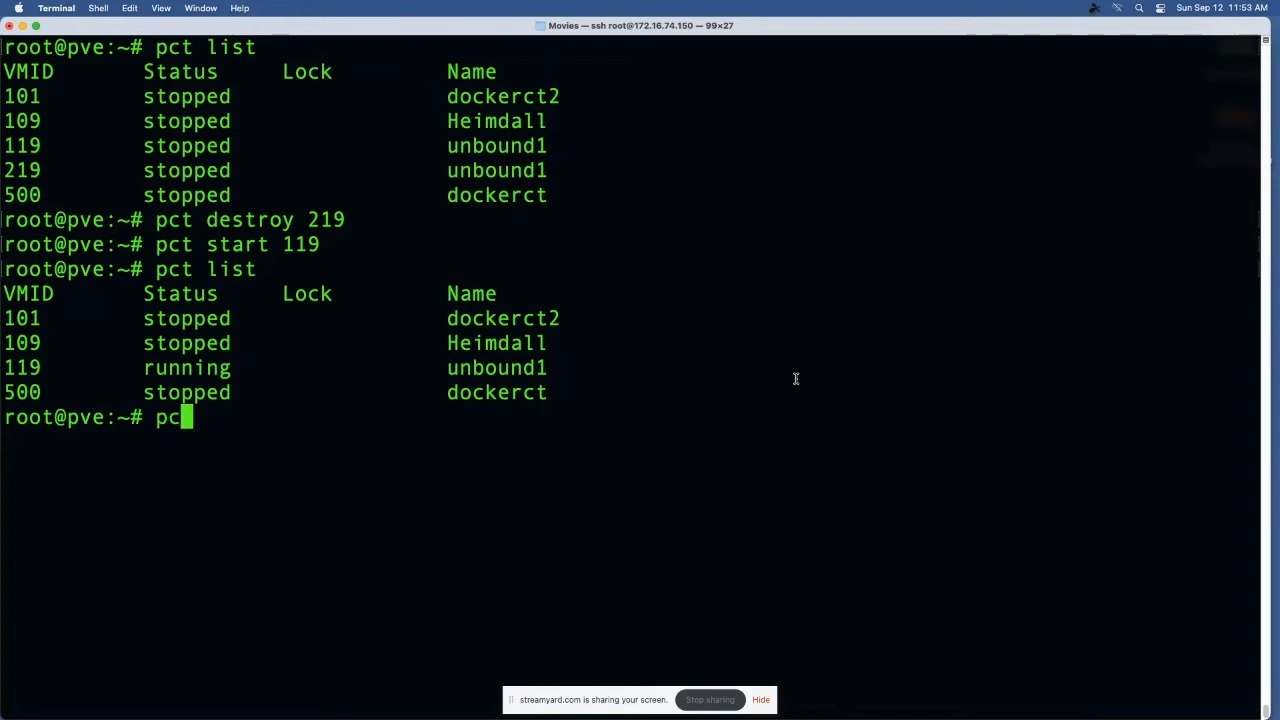 Terminal Shell Edit View Window Help Sun Sep 12 11:53 AM
Movies — ssh root@172.16.74.150 — 99×27
root@pve:~# pct list
VMID Status Lock Name
101 stopped dockerct2
109 stopped Heimdall
119 stopped unbound1
219 stopped unbound1
500 stopped dockerct
root@pve:~# pct destroy 219
root@pve:~# pct start 119
root@pve:~# pct list
VMID Status Lock Name
101 stopped dockerct2
109 stopped Heimdall
119 running unbound1
500 stopped dockerct
root@pve:~# pc
streamyard.com is sharing your screen. Stop sharing Hide